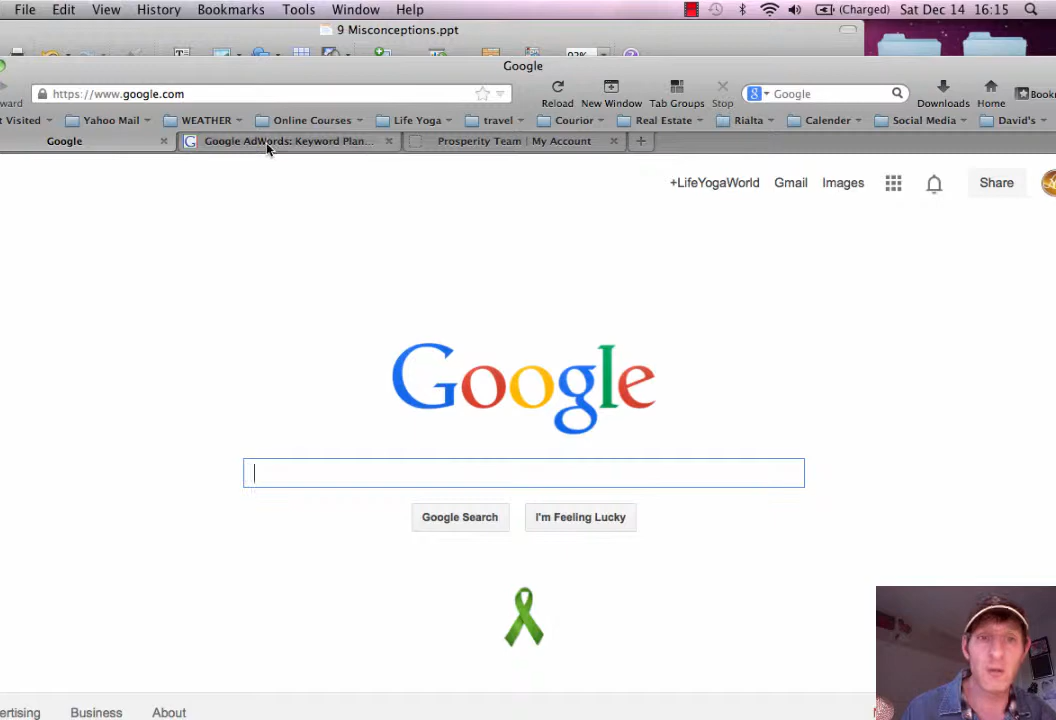 File Edit View History Bookmarks Tools Window Help (Charged) Sat Dec 14 16:15
9 Misconceptions.ppt
Google
ward https://www.google.com Reload New Window Tab Groups Stop Google Downloads Home Bookm
t Visited Yahoo Mail WEATHER Online Courses Life Yoga travel Courior Real Estate Rialta Calender Social Media David's
Google Google AdWords: Keyword Plan... Prosperity Team | My Account
+LifeYogaWorld Gmail Images Share
Google
Google Search I'm Feeling Lucky
ertising Business About